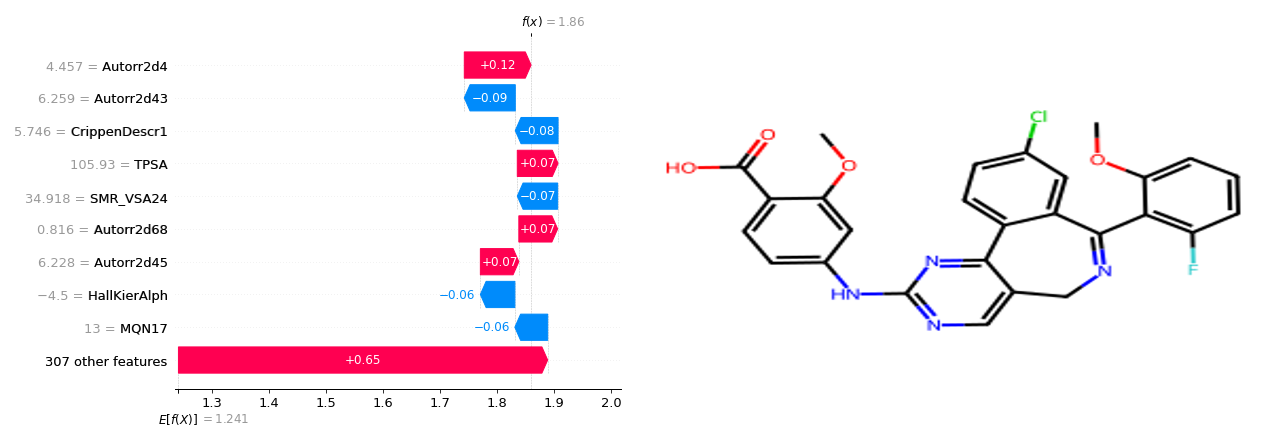 f(x) = 1.86
4.457 = Autorr2d4
+0.12
6.259 = Autorr2d43
−0.09
5.746 = CrippenDescr1
−0.08
105.93 = TPSA
+0.07
34.918 = SMR_VSA24
−0.07
0.816 = Autorr2d68
+0.07
6.228 = Autorr2d45
+0.07
−4.5 = HallKierAlph
−0.06
13 = MQN17
−0.06
307 other features
+0.65
1.3 1.4 1.5 1.6 1.7 1.8 1.9 2.0
E[f(X)] = 1.241
Cl
O
O
O
HO
N
N
F
HN
N